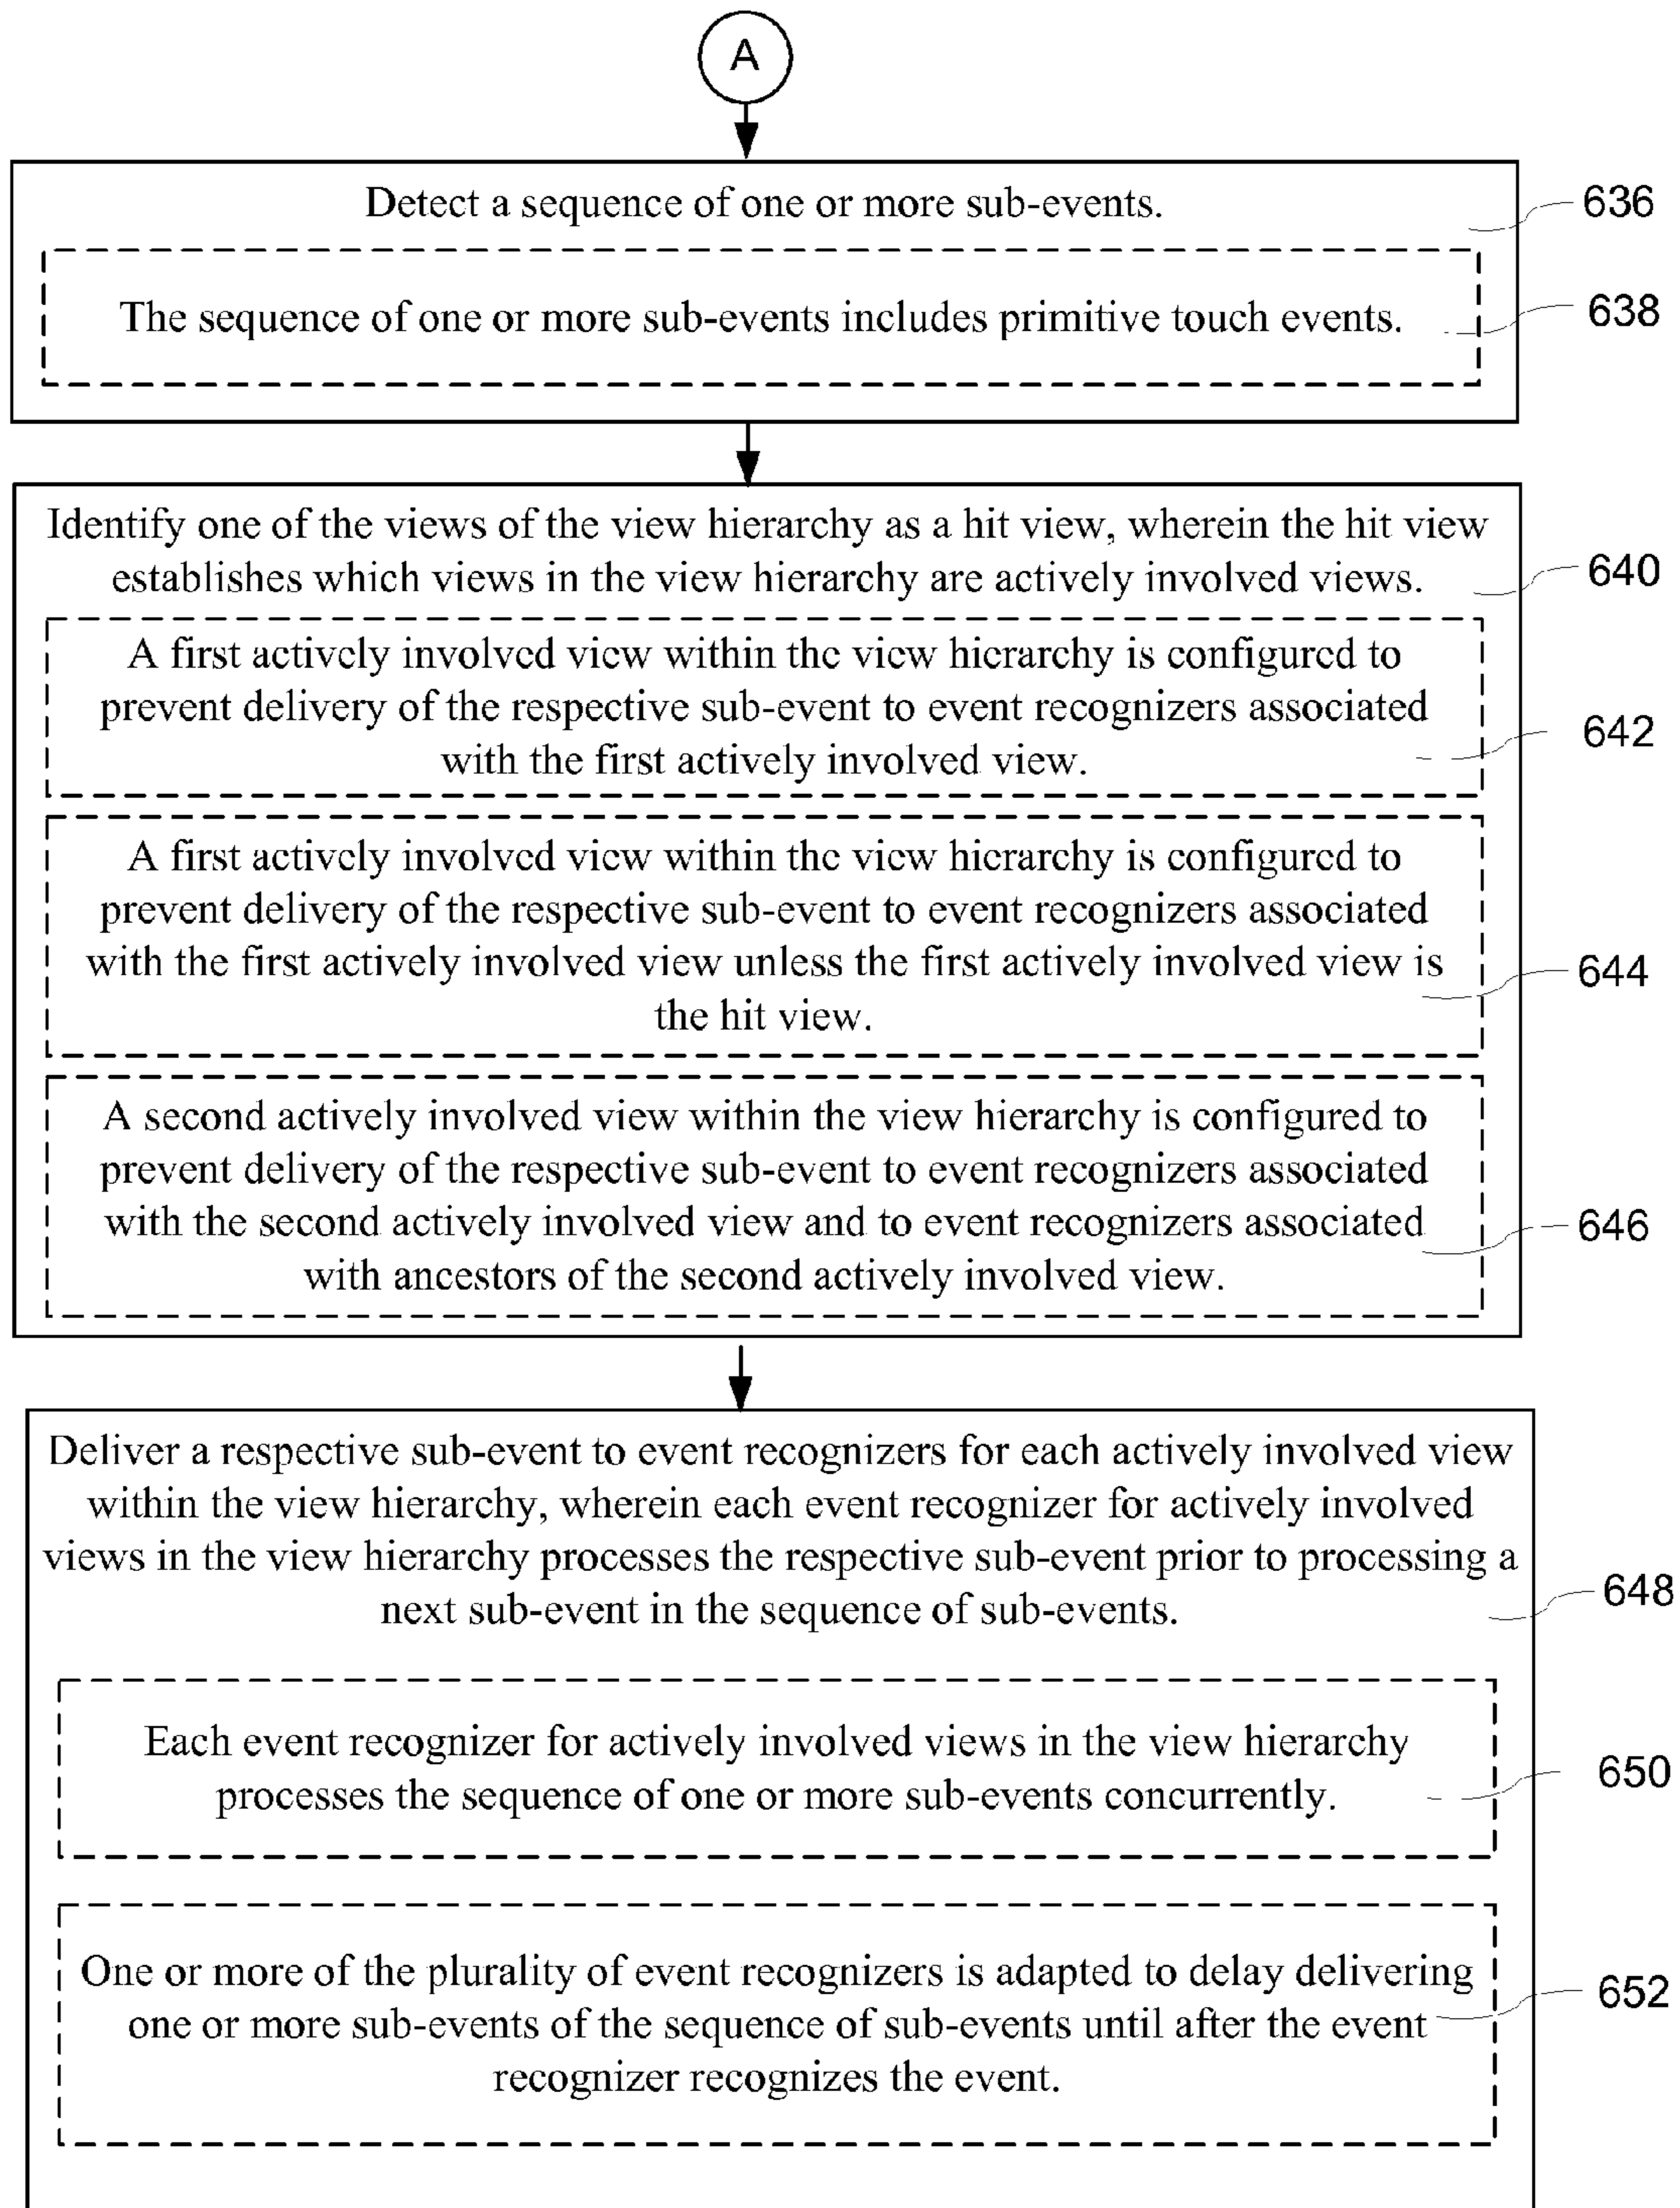 A
Detect a sequence of one or more sub-events.
636
The sequence of one or more sub-events includes primitive touch events.
638
Identify one of the views of the view hierarchy as a hit view, wherein the hit view
establishes which views in the view hierarchy are actively involved views.
640
A first actively involved view within the view hierarchy is configured to
prevent delivery of the respective sub-event to event recognizers associated
with the first actively involved view.
642
A first actively involved view within the view hierarchy is configured to
prevent delivery of the respective sub-event to event recognizers associated
with the first actively involved view unless the first actively involved view is
the hit view.
644
A second actively involved view within the view hierarchy is configured to
prevent delivery of the respective sub-event to event recognizers associated
with the second actively involved view and to event recognizers associated
with ancestors of the second actively involved view.
646
Deliver a respective sub-event to event recognizers for each actively involved view
within the view hierarchy, wherein each event recognizer for actively involved
views in the view hierarchy processes the respective sub-event prior to processing a
next sub-event in the sequence of sub-events.
648
Each event recognizer for actively involved views in the view hierarchy
processes the sequence of one or more sub-events concurrently.
650
One or more of the plurality of event recognizers is adapted to delay delivering
one or more sub-events of the sequence of sub-events until after the event
recognizer recognizes the event.
652